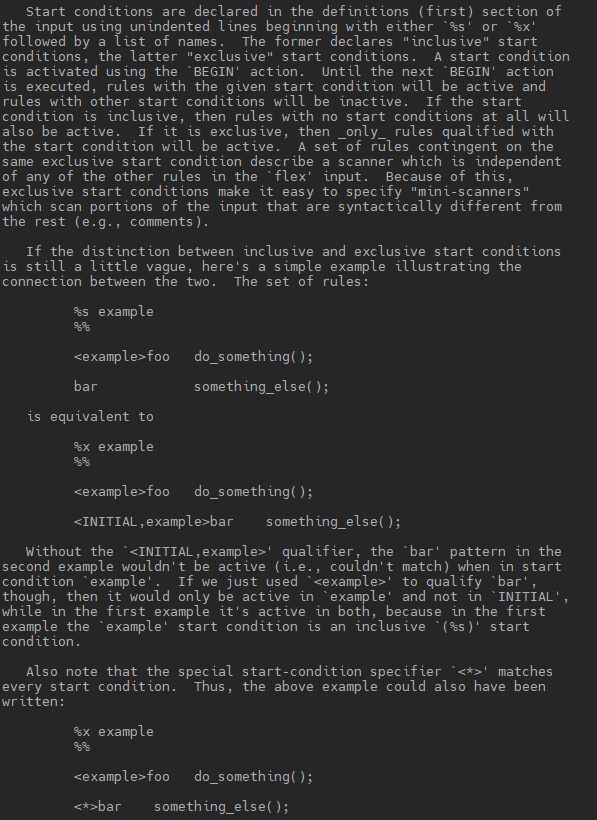 Start conditions are declared in the definitions (first) section of
the input using unindented lines beginning with either `%s' or `%x'
followed by a list of names.  The former declares "inclusive" start
conditions, the latter "exclusive" start conditions.  A start condition
is activated using the `BEGIN' action.  Until the next `BEGIN' action
is executed, rules with the given start condition will be active and
rules with other start conditions will be inactive.  If the start
condition is inclusive, then rules with no start conditions at all will
also be active.  If it is exclusive, then _only_ rules qualified with
the start condition will be active.  A set of rules contingent on the
same exclusive start condition describe a scanner which is independent
of any of the other rules in the `flex' input.  Because of this,
exclusive start conditions make it easy to specify "mini-scanners"
which scan portions of the input that are syntactically different from
the rest (e.g., comments).

If the distinction between inclusive and exclusive start conditions
is still a little vague, here's a simple example illustrating the
connection between the two.  The set of rules:

%s example
%%

<example>foo   do_something();

bar            something_else();

is equivalent to

%x example
%%

<example>foo   do_something();

<INITIAL,example>bar    something_else();

Without the `<INITIAL,example>' qualifier, the `bar' pattern in the
second example wouldn't be active (i.e., couldn't match) when in start
condition `example'.  If we just used `<example>' to qualify `bar',
though, then it would only be active in `example' and not in `INITIAL',
while in the first example it's active in both, because in the first
example the `example' start condition is an inclusive `(%s)' start
condition.

Also note that the special start-condition specifier `<*>' matches
every start condition.  Thus, the above example could also have been
written:

%x example
%%

<example>foo   do_something();

<*>bar    something_else();